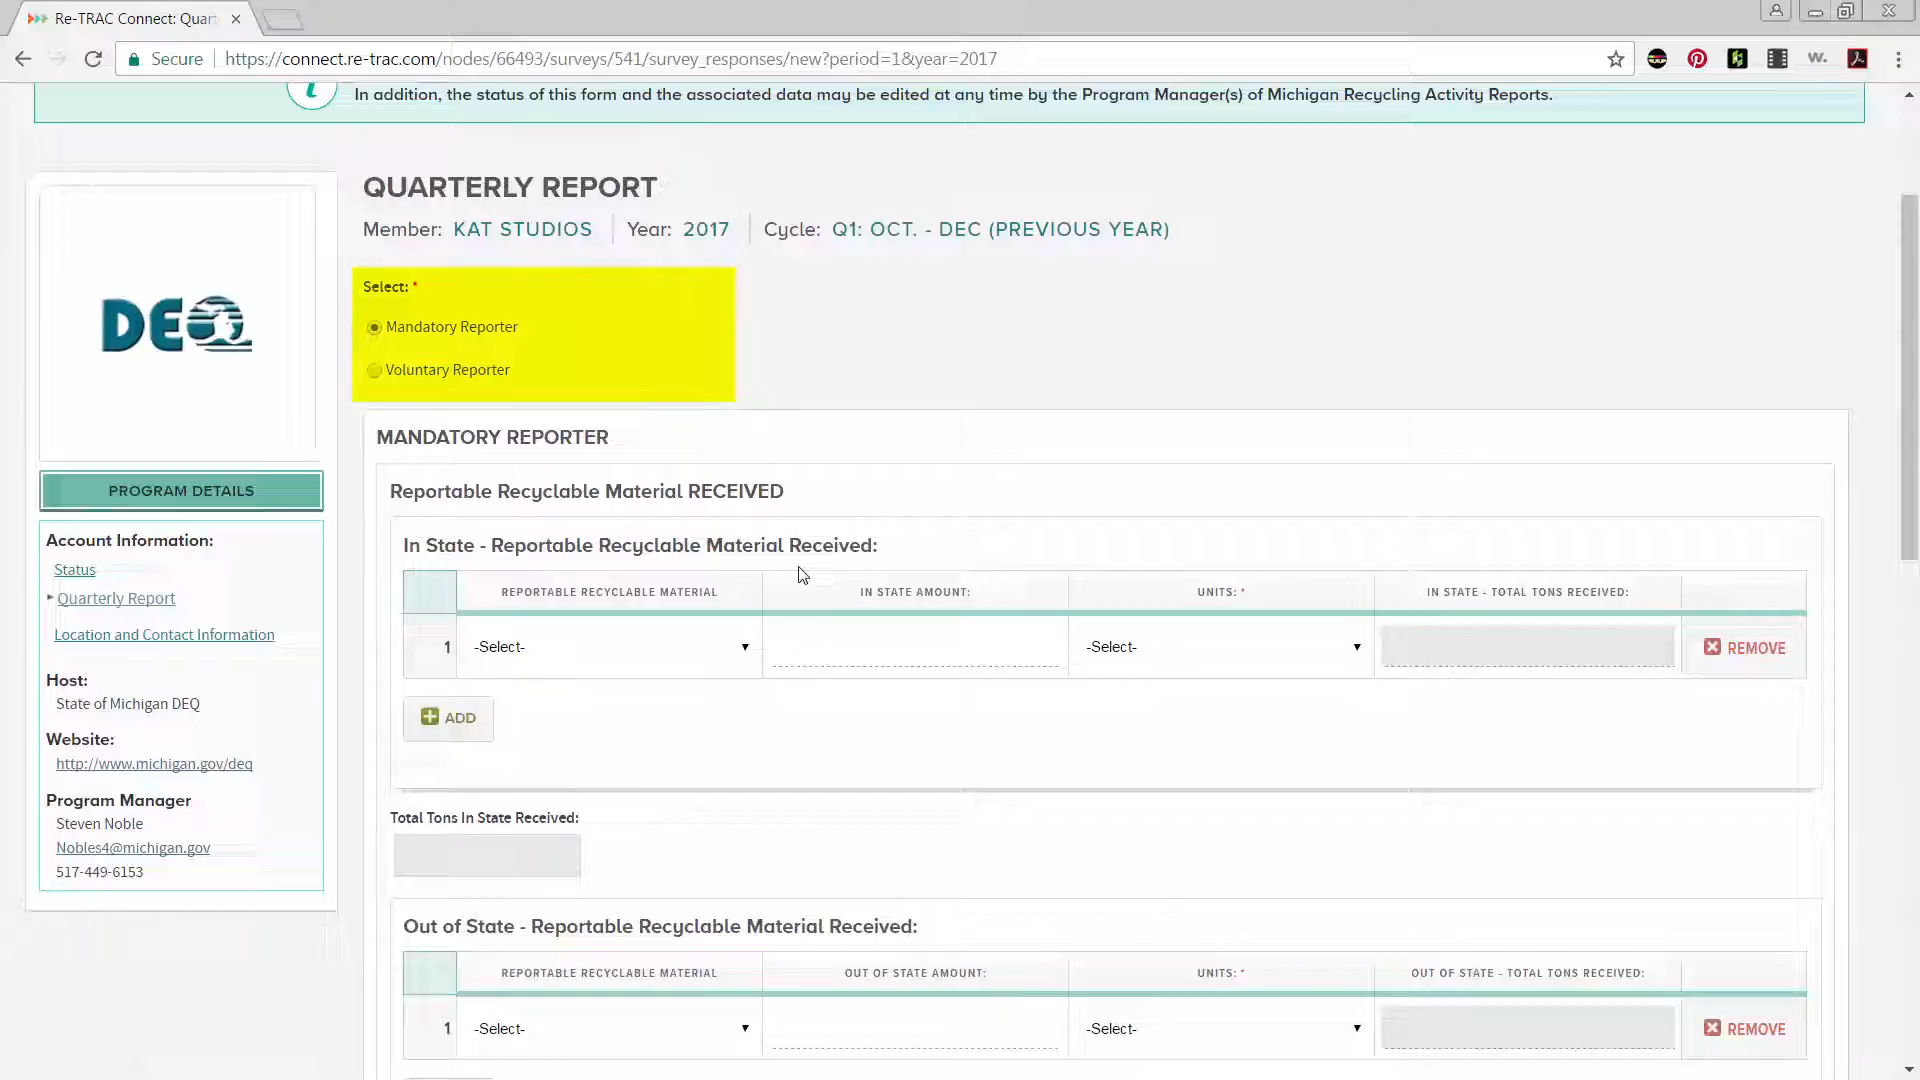 Re-TRAC Connect: Quar
Secure
https://connect.re-trac.com/nodes/66493/surveys/541/survey_responses/new?period=1&year=2017
w.
In addition, the status of this form and the associated data may be edited at any time by the Program Manager(s) of Michigan Recycling Activity Reports.
DEQ
PROGRAM DETAILS
Account Information:
Status
Quarterly Report
Location and Contact Information
Host:
State of Michigan DEQ
Website:
http://www.michigan.gov/deq
Program Manager
Steven Noble
Nobles4@michigan.gov
517-449-6153
QUARTERLY REPORT
Member: KAT STUDIOS Year: 2017 Cycle: Q1: OCT. - DEC (PREVIOUS YEAR)
Select: *
Mandatory Reporter
Voluntary Reporter
MANDATORY REPORTER
Reportable Recyclable Material RECEIVED
In State - Reportable Recyclable Material Received:
REPORTABLE RECYCLABLE MATERIAL IN STATE AMOUNT: UNITS: * IN STATE - TOTAL TONS RECEIVED:
1 -Select- -Select- REMOVE
ADD
Total Tons In State Received:
Out of State - Reportable Recyclable Material Received:
REPORTABLE RECYCLABLE MATERIAL OUT OF STATE AMOUNT: UNITS: * OUT OF STATE - TOTAL TONS RECEIVED:
1 -Select- -Select- REMOVE